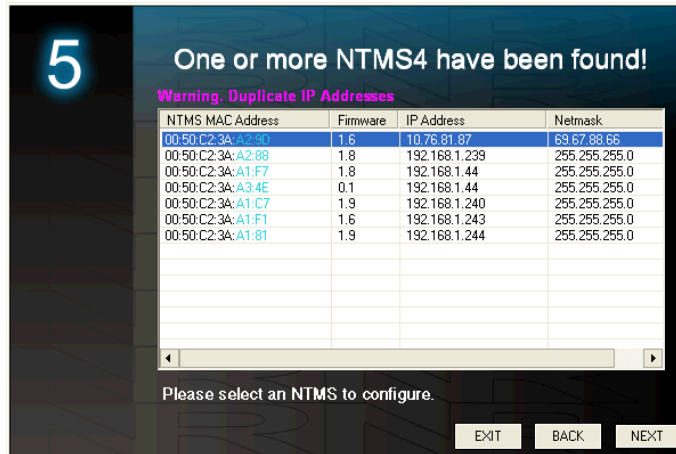 5
One or more NTMS4 have been found!
Warning. Duplicate IP Addresses
NTMS MAC Address Firmware IP Address Netmask
00:50:C2:3A:A2:9D 1.6 10.76.81.87 69.67.88.66
00:50:C2:3A:A2:88 1.8 192.168.1.239 255.255.255.0
00:50:C2:3A:A1:F7 1.8 192.168.1.44 255.255.255.0
00:50:C2:3A:A3:4E 0.1 192.168.1.44 255.255.255.0
00:50:C2:3A:A1:C7 1.9 192.168.1.240 255.255.255.0
00:50:C2:3A:A1:F1 1.6 192.168.1.243 255.255.255.0
00:50:C2:3A:A1:81 1.9 192.168.1.244 255.255.255.0
Please select an NTMS to configure.
EXIT BACK NEXT